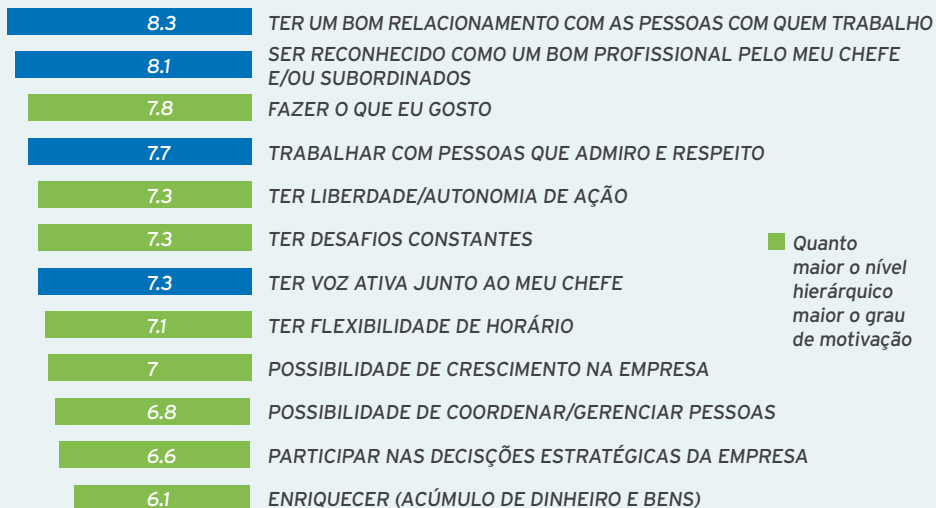 8.3 TER UM BOM RELACIONAMENTO COM AS PESSOAS COM QUEM TRABALHO
8.1 SER RECONHECIDO COMO UM BOM PROFISSIONAL PELO MEU CHEFE
E/OU SUBORDINADOS
7.8 FAZER O QUE EU GOSTO
7.7 TRABALHAR COM PESSOAS QUE ADMIRO E RESPEITO
7.3 TER LIBERDADE/AUTONOMIA DE AÇÃO
7.3 TER DESAFIOS CONSTANTES
7.3 TER VOZ ATIVA JUNTO AO MEU CHEFE
7.1 TER FLEXIBILIDADE DE HORÁRIO
7 POSSIBILIDADE DE CRESCIMENTO NA EMPRESA
6.8 POSSIBILIDADE DE COORDENAR/GERENCIAR PESSOAS
6.6 PARTICIPAR NAS DECISÇÕES ESTRATÉGICAS DA EMPRESA
6.1 ENRIQUECER (ACÚMULO DE DINHEIRO E BENS)
Quanto
maior o nível
hierárquico
maior o grau
de motivação